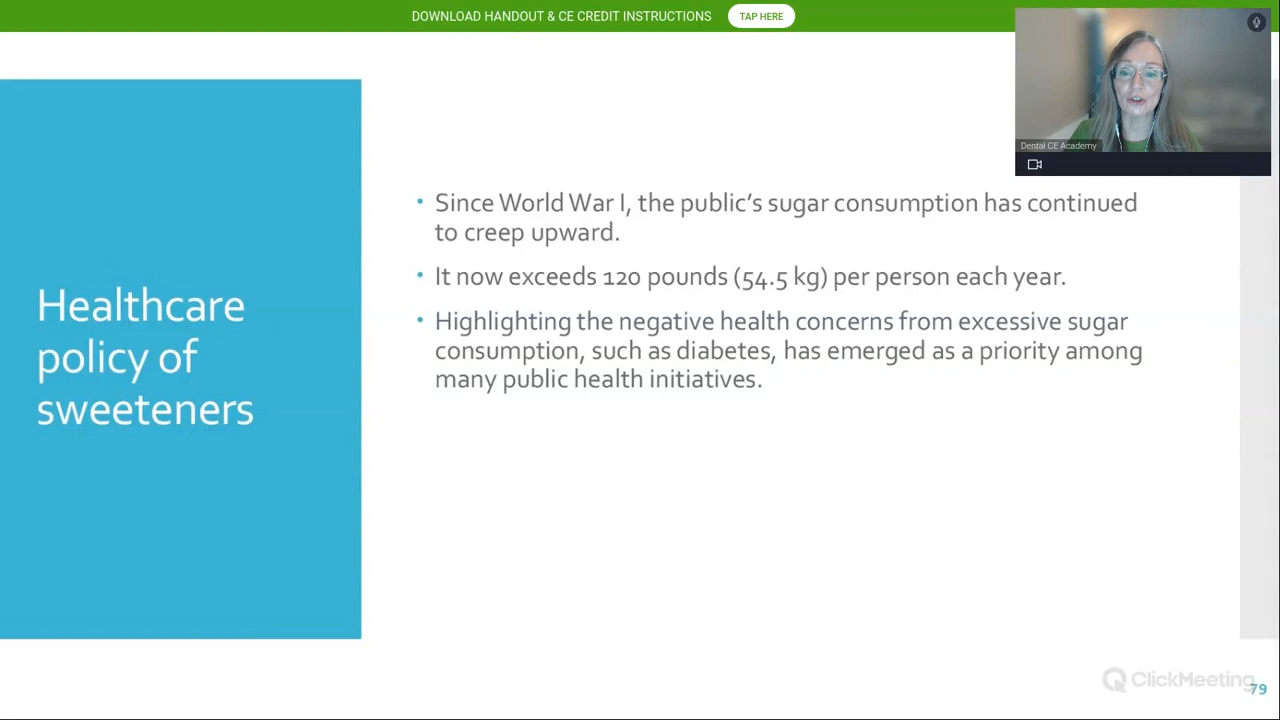 DOWNLOAD HANDOUT & CE CREDIT INSTRUCTIONS
TAP HERE
Dental CE Academy
Healthcare
policy of
sweeteners
• Since World War I, the public’s sugar consumption has continued
to creep upward.
• It now exceeds 120 pounds (54.5 kg) per person each year.
• Highlighting the negative health concerns from excessive sugar
consumption, such as diabetes, has emerged as a priority among
many public health initiatives.
ClickMeeting
79